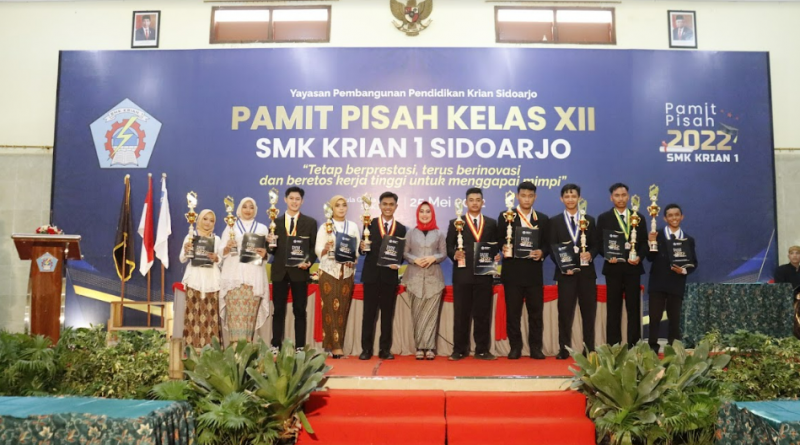 Yayasan Pembangunan Pendidikan Krian Sidoarjo
PAMIT PISAH KELAS XII
SMK KRIAN 1 SIDOARJO
"Tetap berprestasi, terus berinovasi
dan beretos kerja tinggi untuk menggapai mimpi"
28 Mei
Pamit
Pisah
2022
SMK KRIAN 1